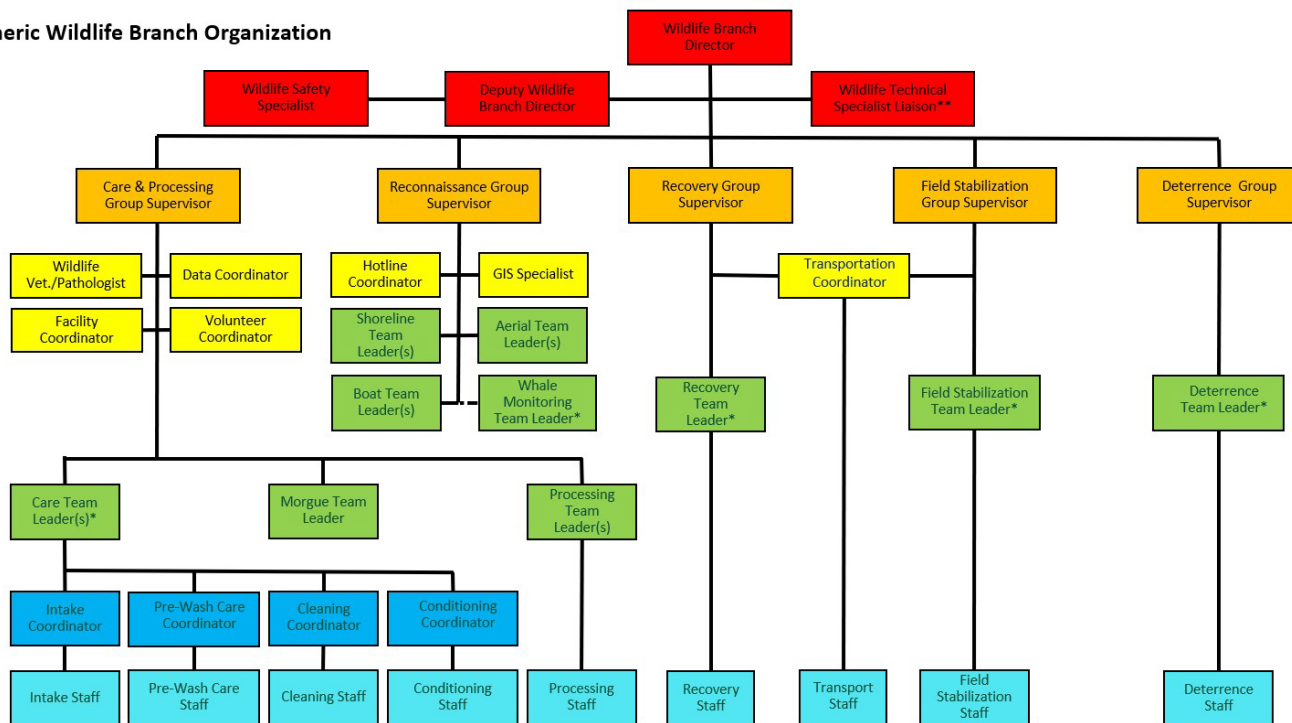 neric Wildlife Branch Organization
Wildlife Branch
Director
Wildlife Safety
Specialist
Deputy Wildlife
Branch Director
Wildlife Technical
Specialist Liaison**
Care & Processing
Group Supervisor
Reconnaissance Group
Supervisor
Recovery Group
Supervisor
Field Stabilization
Group Supervisor
Deterrence Group
Supervisor
Wildlife
Vet./Pathologist
Data Coordinator
Hotline
Coordinator
GIS Specialist
Transportation
Coordinator
Facility
Coordinator
Volunteer
Coordinator
Shoreline
Team
Leader(s)
Aerial Team
Leader(s)
Boat Team
Leader(s)
Whale
Monitoring
Team Leader*
Recovery
Team
Leader*
Field Stabilization
Team Leader*
Deterrence
Team Leader*
Care Team
Leader(s)*
Morgue Team
Leader
Processing
Team
Leader(s)
Intake
Coordinator
Pre-Wash Care
Coordinator
Cleaning
Coordinator
Conditioning
Coordinator
Intake Staff
Pre-Wash Care
Staff
Cleaning Staff
Conditioning
Staff
Processing
Staff
Recovery
Staff
Transport
Staff
Field
Stabilization
Staff
Deterrence
Staff